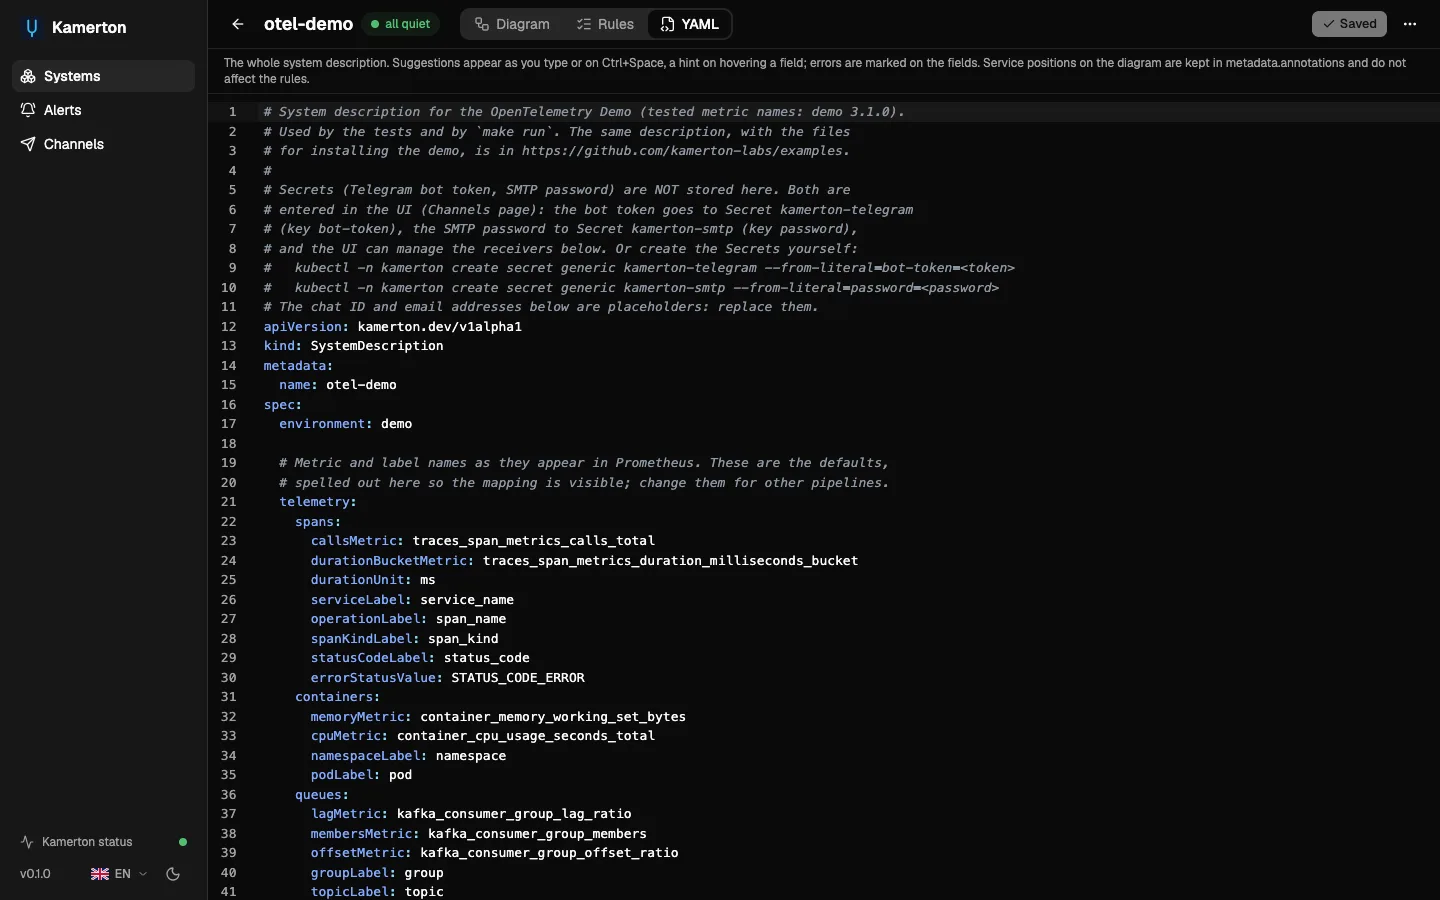 Kamerton
Systems
Alerts
Channels
Kamerton status
v0.1.0
EN
otel-demo
all quiet
Diagram
Rules
YAML
Saved
The whole system description. Suggestions appear as you type or on Ctrl+Space, a hint on hovering a field; errors are marked on the fields. Service positions on the diagram are kept in metadata.annotations and do not
affect the rules.
1 # System description for the OpenTelemetry Demo (tested metric names: demo 3.1.0).
2 # Used by the tests and by `make run`. The same description, with the files
3 # for installing the demo, is in https://github.com/kamerton-labs/examples.
4 #
5 # Secrets (Telegram bot token, SMTP password) are NOT stored here. Both are
6 # entered in the UI (Channels page): the bot token goes to Secret kamerton-telegram
7 # (key bot-token), the SMTP password to Secret kamerton-smtp (key password),
8 # and the UI can manage the receivers below. Or create the Secrets yourself:
9 #   kubectl -n kamerton create secret generic kamerton-telegram --from-literal=bot-token=<token>
10 #   kubectl -n kamerton create secret generic kamerton-smtp --from-literal=password=<password>
11 # The chat ID and email addresses below are placeholders: replace them.
12 apiVersion: kamerton.dev/v1alpha1
13 kind: SystemDescription
14 metadata:
15   name: otel-demo
16 spec:
17   environment: demo
18
19   # Metric and label names as they appear in Prometheus. These are the defaults,
20   # spelled out here so the mapping is visible; change them for other pipelines.
21   telemetry:
22     spans:
23       callsMetric: traces_span_metrics_calls_total
24       durationBucketMetric: traces_span_metrics_duration_milliseconds_bucket
25       durationUnit: ms
26       serviceLabel: service_name
27       operationLabel: span_name
28       spanKindLabel: span_kind
29       statusCodeLabel: status_code
30       errorStatusValue: STATUS_CODE_ERROR
31     containers:
32       memoryMetric: container_memory_working_set_bytes
33       cpuMetric: container_cpu_usage_seconds_total
34       namespaceLabel: namespace
35       podLabel: pod
36     queues:
37       lagMetric: kafka_consumer_group_lag_ratio
38       membersMetric: kafka_consumer_group_members
39       offsetMetric: kafka_consumer_group_offset_ratio
40       groupLabel: group
41       topicLabel: topic